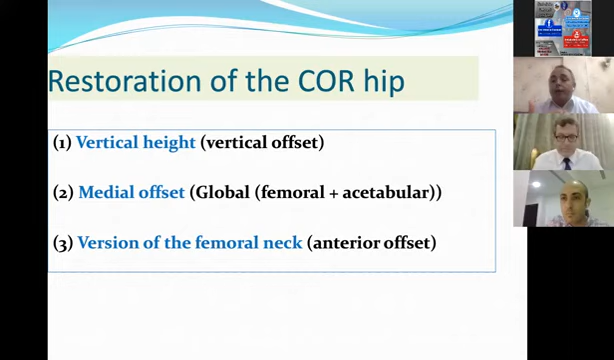 Restoration of the COR hip
(1) Vertical height (vertical offset)
(2) Medial offset (Global (femoral + acetabular))
(3) Version of the femoral neck (anterior offset)